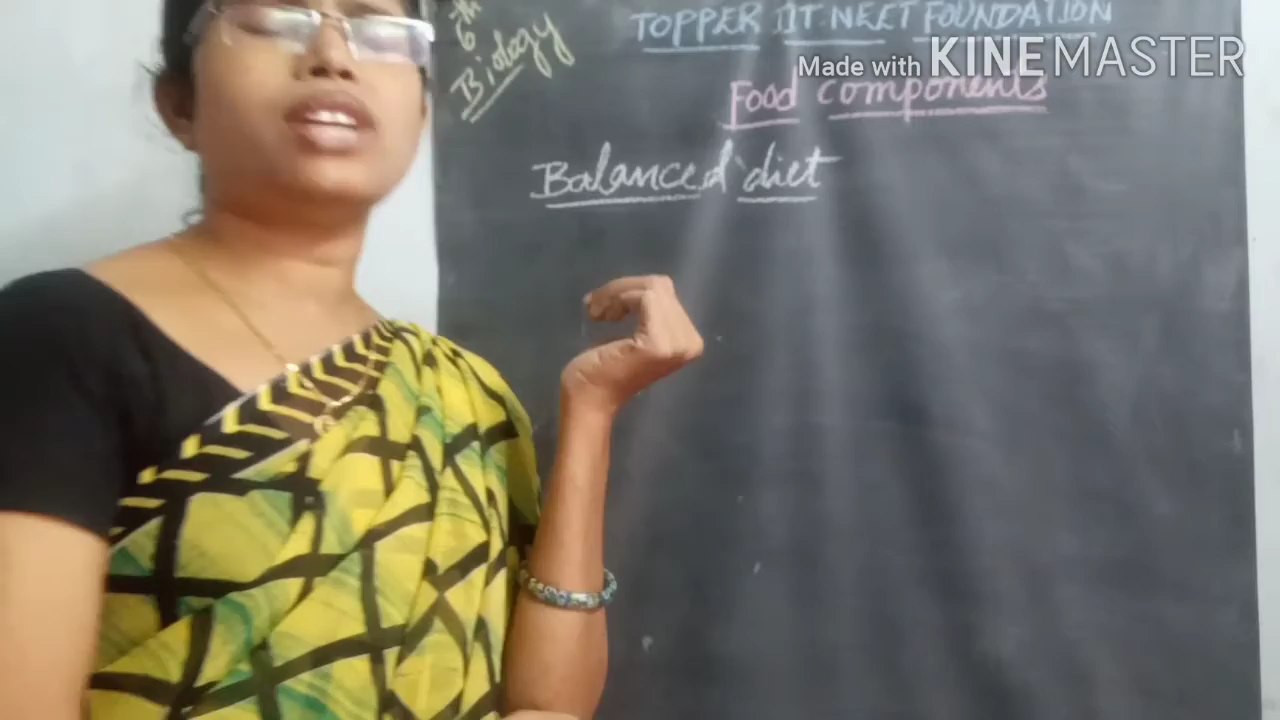 TOPPER IIT NEET FOUNDATION
6th
Biology
Made with KINEMASTER
Food components
Balanced diet